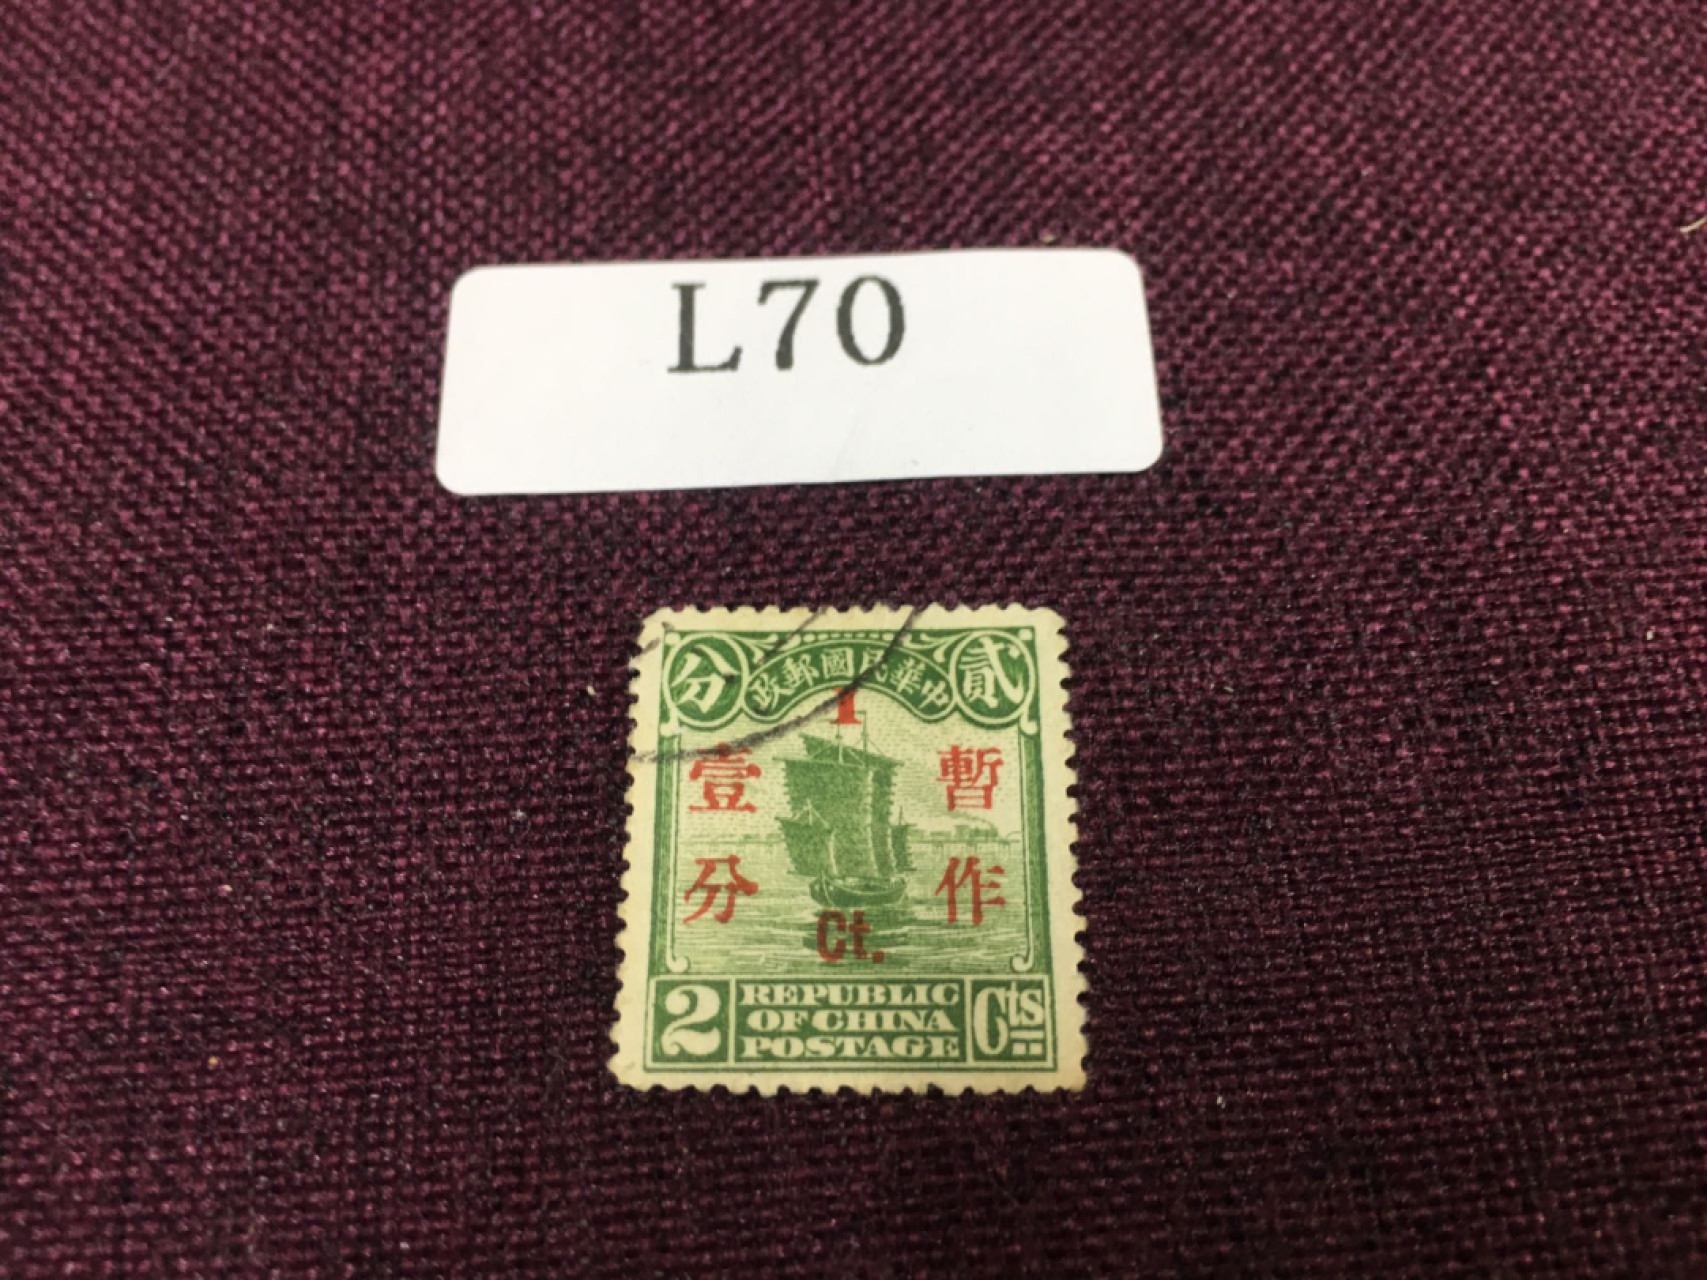 L70
分 政郵國民華中 貳
1
壹 暫
分 作
Ct.
2 REPUBLIC OF CHINA POSTAGE Cts